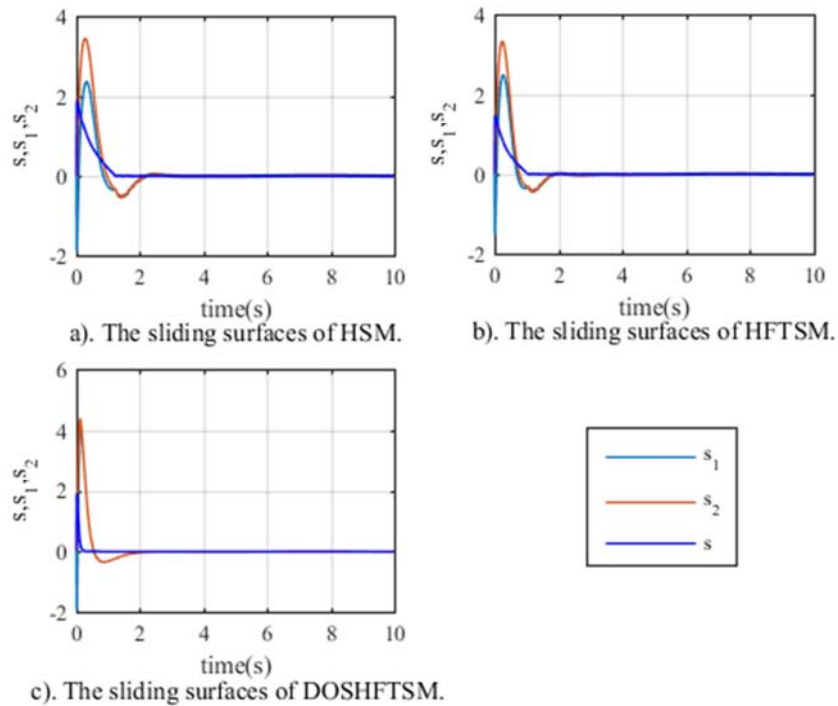 4
2
0
-2
s,s1,s2
0 2 4 6 8 10
time(s)
a). The sliding surfaces of HSM.
4
2
0
-2
s,s1,s2
0 2 4 6 8 10
time(s)
b). The sliding surfaces of HFTSM.
6
4
2
0
-2
s,s1,s2
0 2 4 6 8 10
time(s)
c). The sliding surfaces of DOSHFTSM.
s1
s2
s